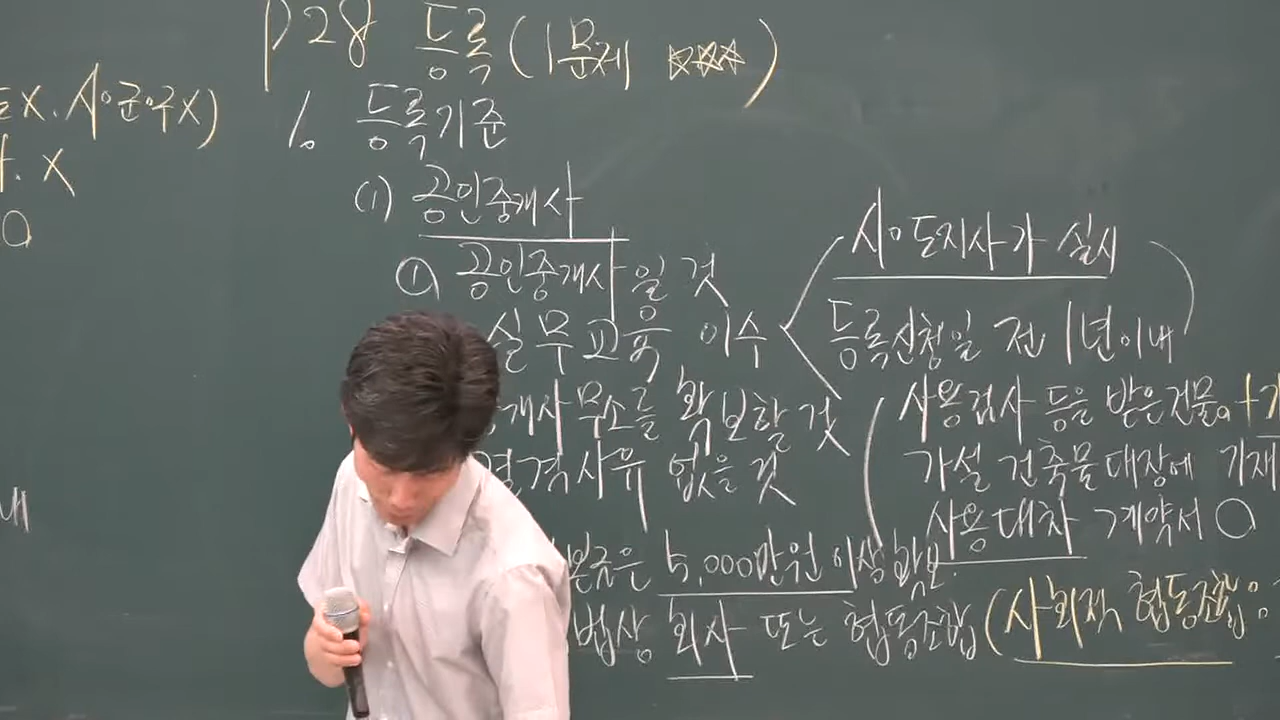 P28 등록 (1문제 ☆☆☆)
X. 시·군·구X)
X
O
내
1. 등록기준
(1) 공인중개사
① 공인중개사일 것
실무교육 이수
시·도지사가 실시
등록신청일 전 1년이내
개사무소를 확보할 것
사용검사 등을 받은 건물 +
가설건축물대장에 기재
사용대차 계약서 O
결격사유 없을 것
본금은 5,000만원 이상 확보.
법상 회사 또는 협동조합 (사회적 협동조합은